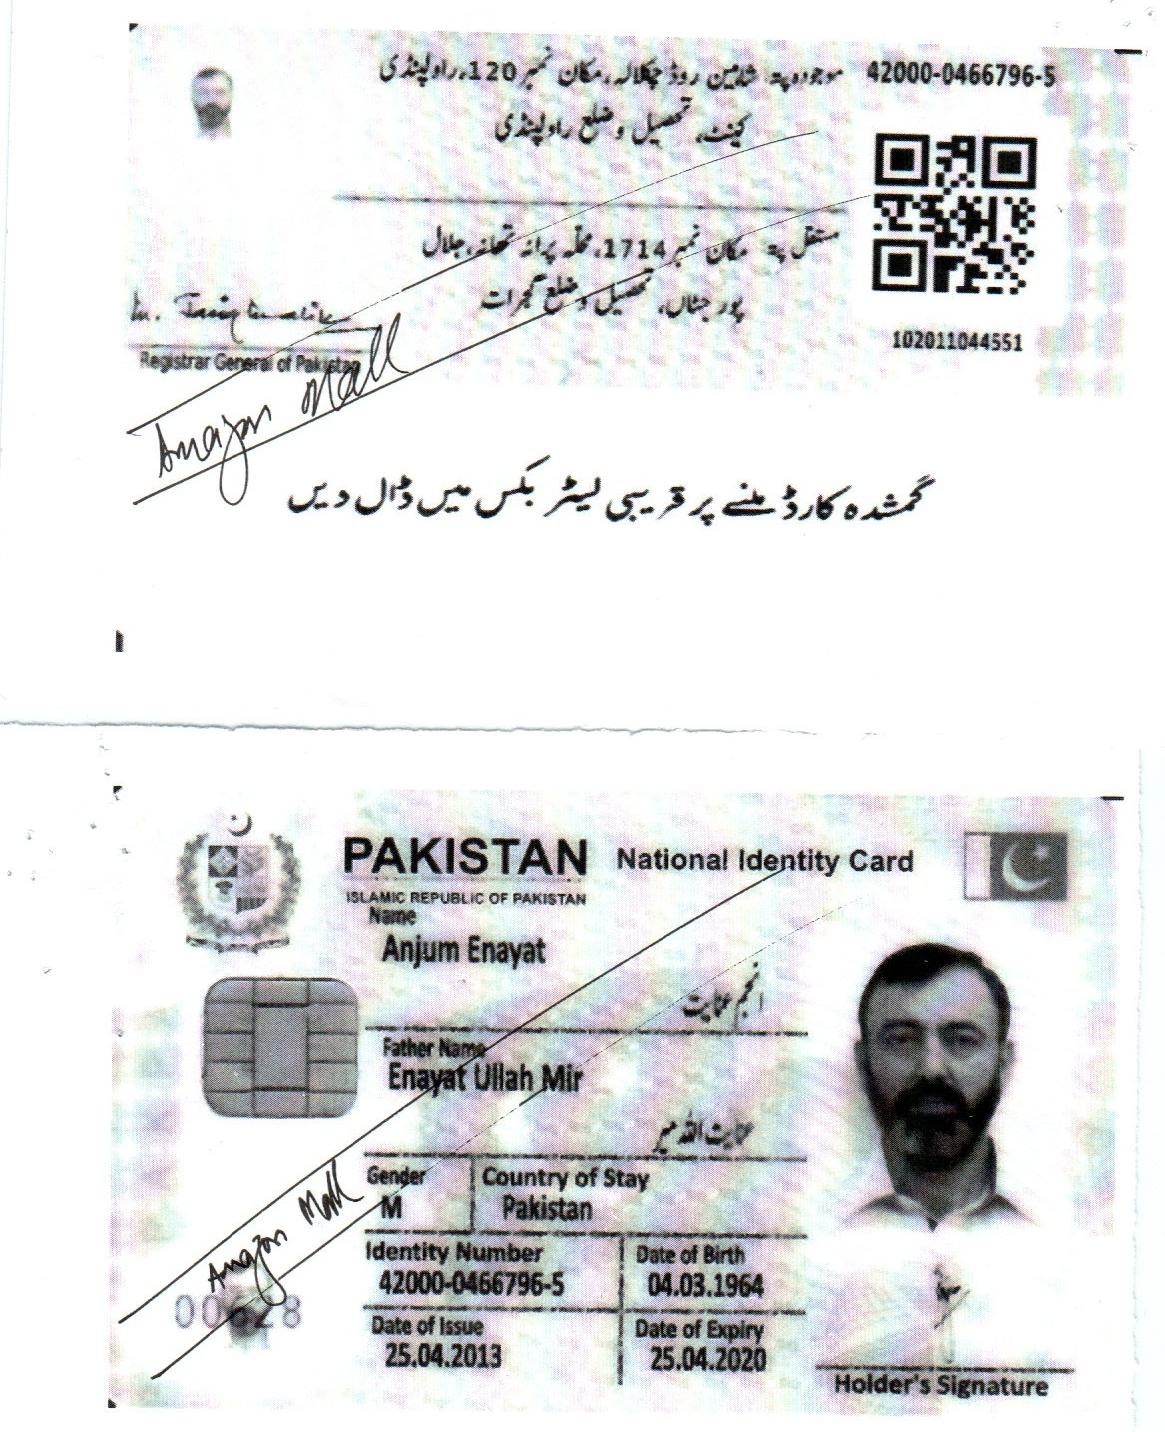 42000-0466796-5
موجودہ پتہ شاہین روڈ چکلالہ، مکان نمبر 120، راولپنڈی
کینٹ، تحصیل و ضلع راولپنڈی
مستقل پتہ مکان نمبر 1714، محلہ پرانہ تھانہ، جلال
پور جٹاں، تحصیل و ضلع گجرات
102011044551
Registrar General of Pakistan
Amazon Mall
گمشدہ کارڈ ملنے پر قریبی لیٹر بکس میں ڈال دیں
PAKISTAN National Identity Card
ISLAMIC REPUBLIC OF PAKISTAN
Name
Anjum Enayat
انجم عنایت
Father Name
Enayat Ullah Mir
عنایت اللہ میر
Gender Country of Stay
M Pakistan
Identity Number Date of Birth
42000-0466796-5 04.03.1964
Date of Issue Date of Expiry
25.04.2013 25.04.2020
Holder's Signature
Amazon Mall